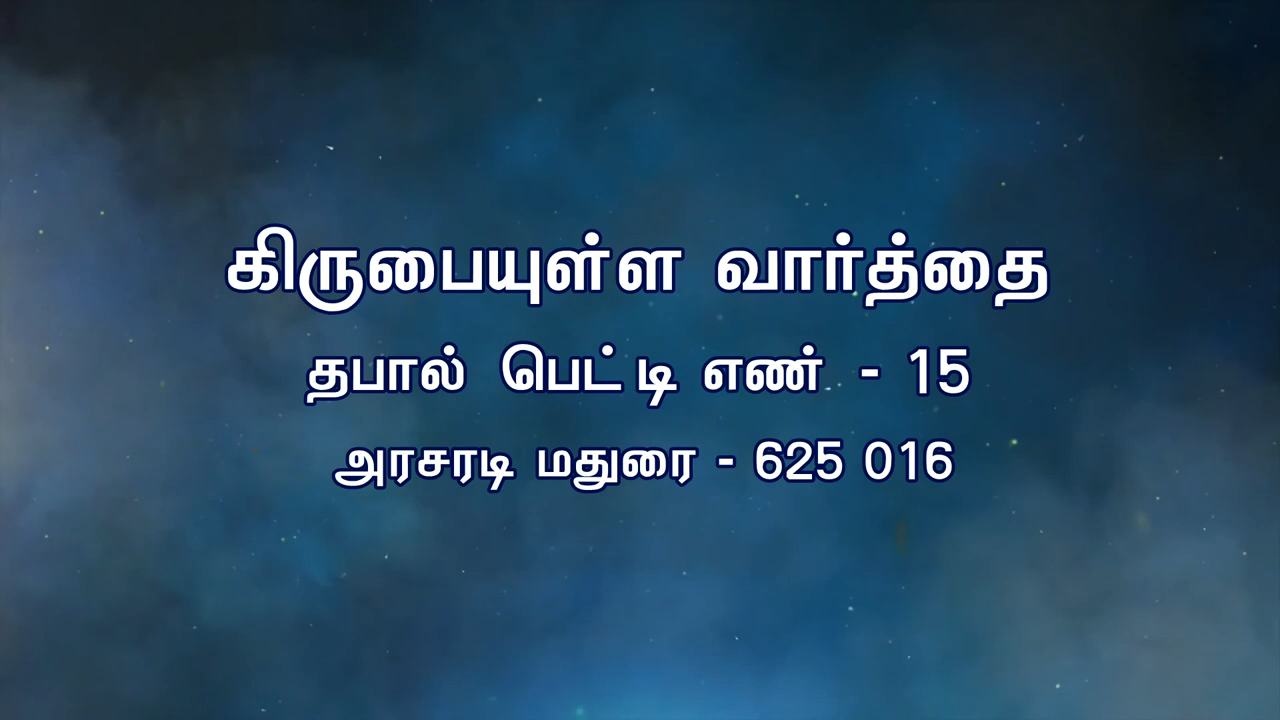 கிருபையுள்ள வார்த்தை
தபால் பெட்டி எண் - 15
அரசரடி மதுரை - 625 016